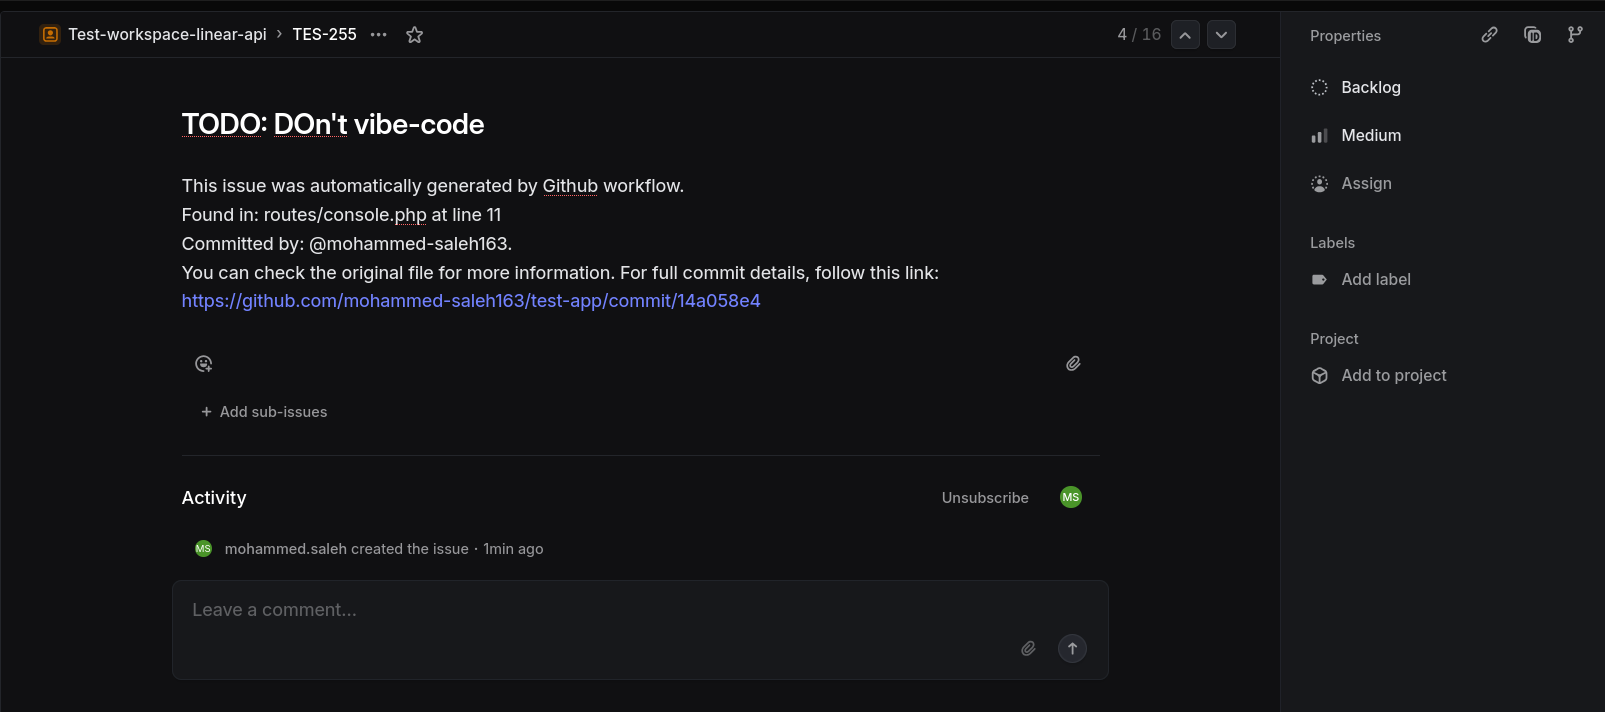 Test-workspace-linear-api › TES-255 ···
4 / 16
TODO: DOn't vibe-code
This issue was automatically generated by Github workflow.
Found in: routes/console.php at line 11
Committed by: @mohammed-saleh163.
You can check the original file for more information. For full commit details, follow this link:
https://github.com/mohammed-saleh163/test-app/commit/14a058e4
+ Add sub-issues
Activity
Unsubscribe
MS
MS
mohammed.saleh created the issue · 1min ago
Leave a comment...
Properties
ID
Backlog
Medium
Assign
Labels
Add label
Project
Add to project